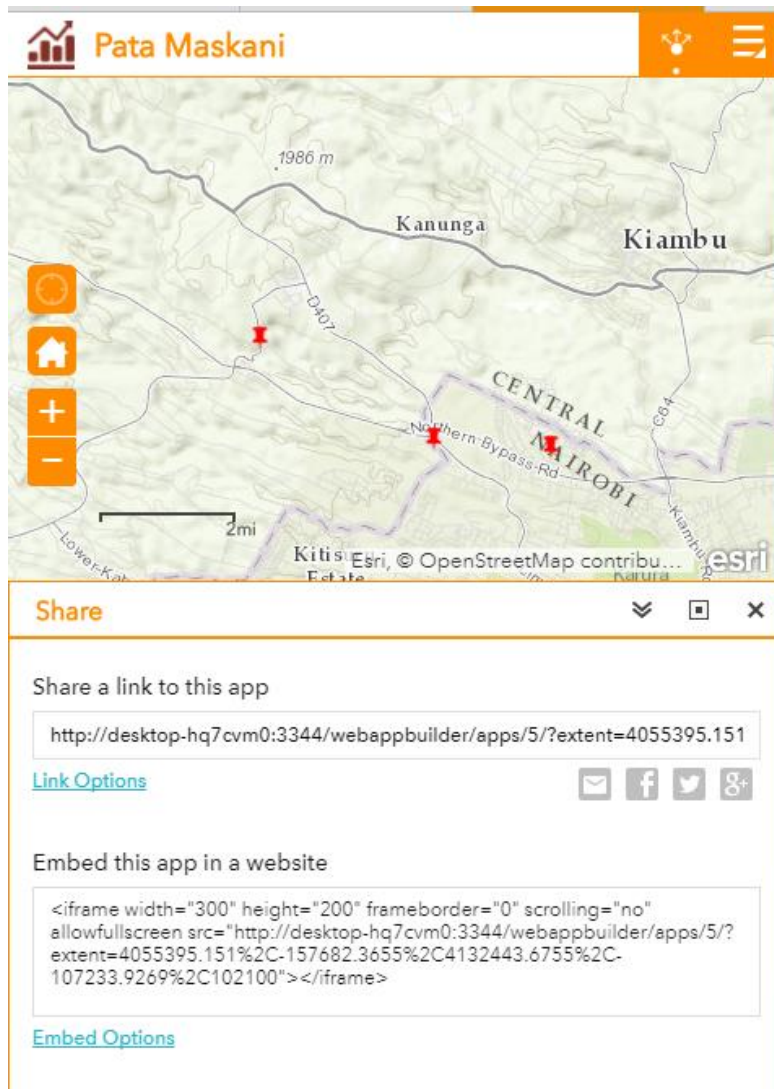 Pata Maskani
1986 m
Kanunga
Kiambu
D407
CENTRAL
C64
Northern Bypass-Rd
NAIROBI
+
−
2mi
Kiambu
Esri, © OpenStreetMap contribu...
esri
Estate
Karura
Share
Share a link to this app
http://desktop-hq7cvm0:3344/webappbuilder/apps/5/?extent=4055395.151
Link Options
Embed this app in a website
<iframe width="300" height="200" frameborder="0" scrolling="no"
allowfullscreen src="http://desktop-hq7cvm0:3344/webappbuilder/apps/5/?
extent=4055395.151%2C-157682.3655%2C4132443.6755%2C-
107233.9269%2C102100"></iframe>
Embed Options